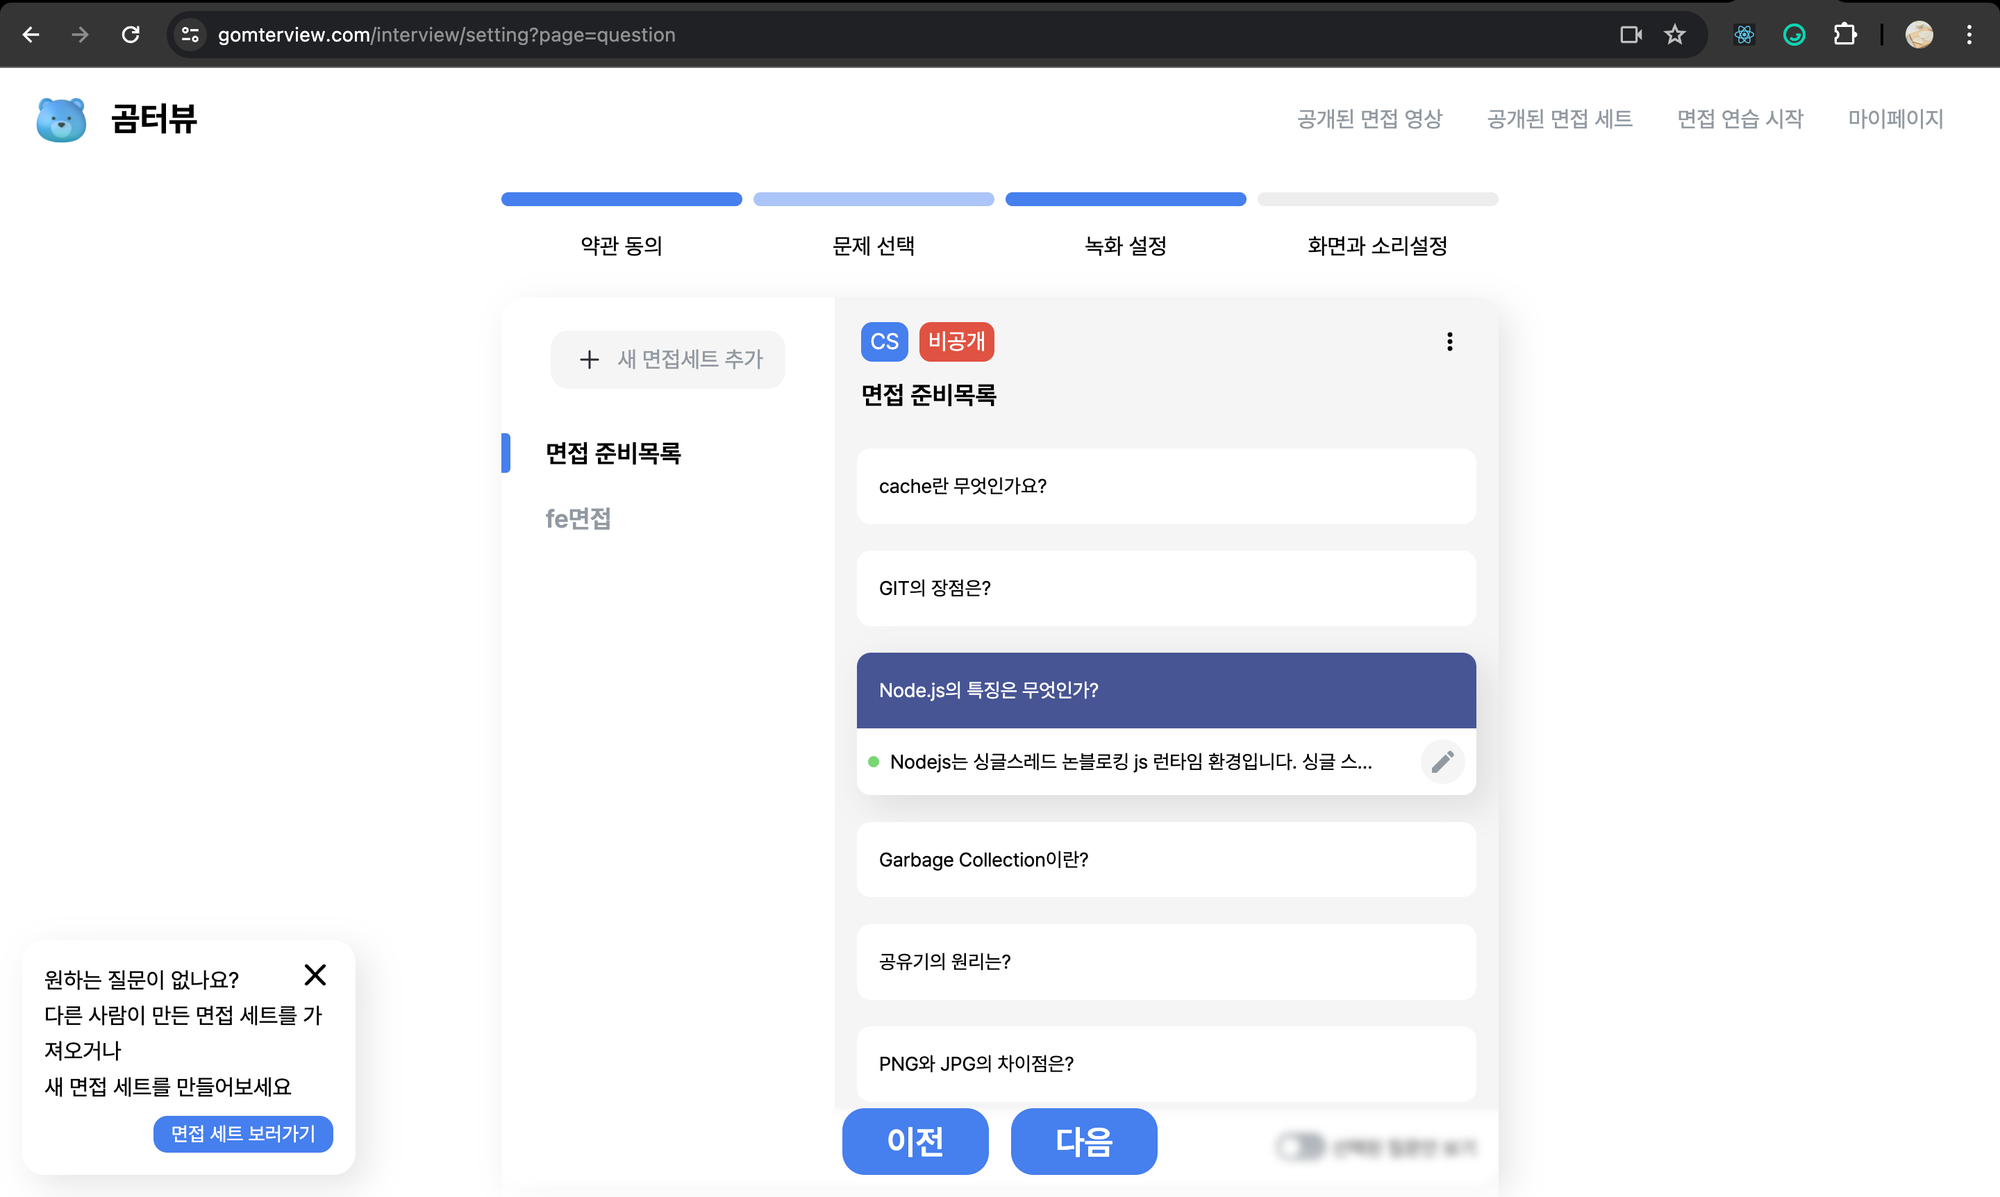 gomterview.com/interview/setting?page=question
곰터뷰
공개된 면접 영상
공개된 면접 세트
면접 연습 시작
마이페이지
약관 동의
문제 선택
녹화 설정
화면과 소리설정
새 면접세트 추가
면접 준비목록
fe면접
CS
비공개
면접 준비목록
cache란 무엇인가요?
GIT의 장점은?
Node.js의 특징은 무엇인가?
Nodejs는 싱글스레드 논블로킹 js 런타임 환경입니다. 싱글 스...
Garbage Collection이란?
공유기의 원리는?
PNG와 JPG의 차이점은?
이전
다음
원하는 질문이 없나요?
다른 사람이 만든 면접 세트를 가
져오거나
새 면접 세트를 만들어보세요
면접 세트 보러가기